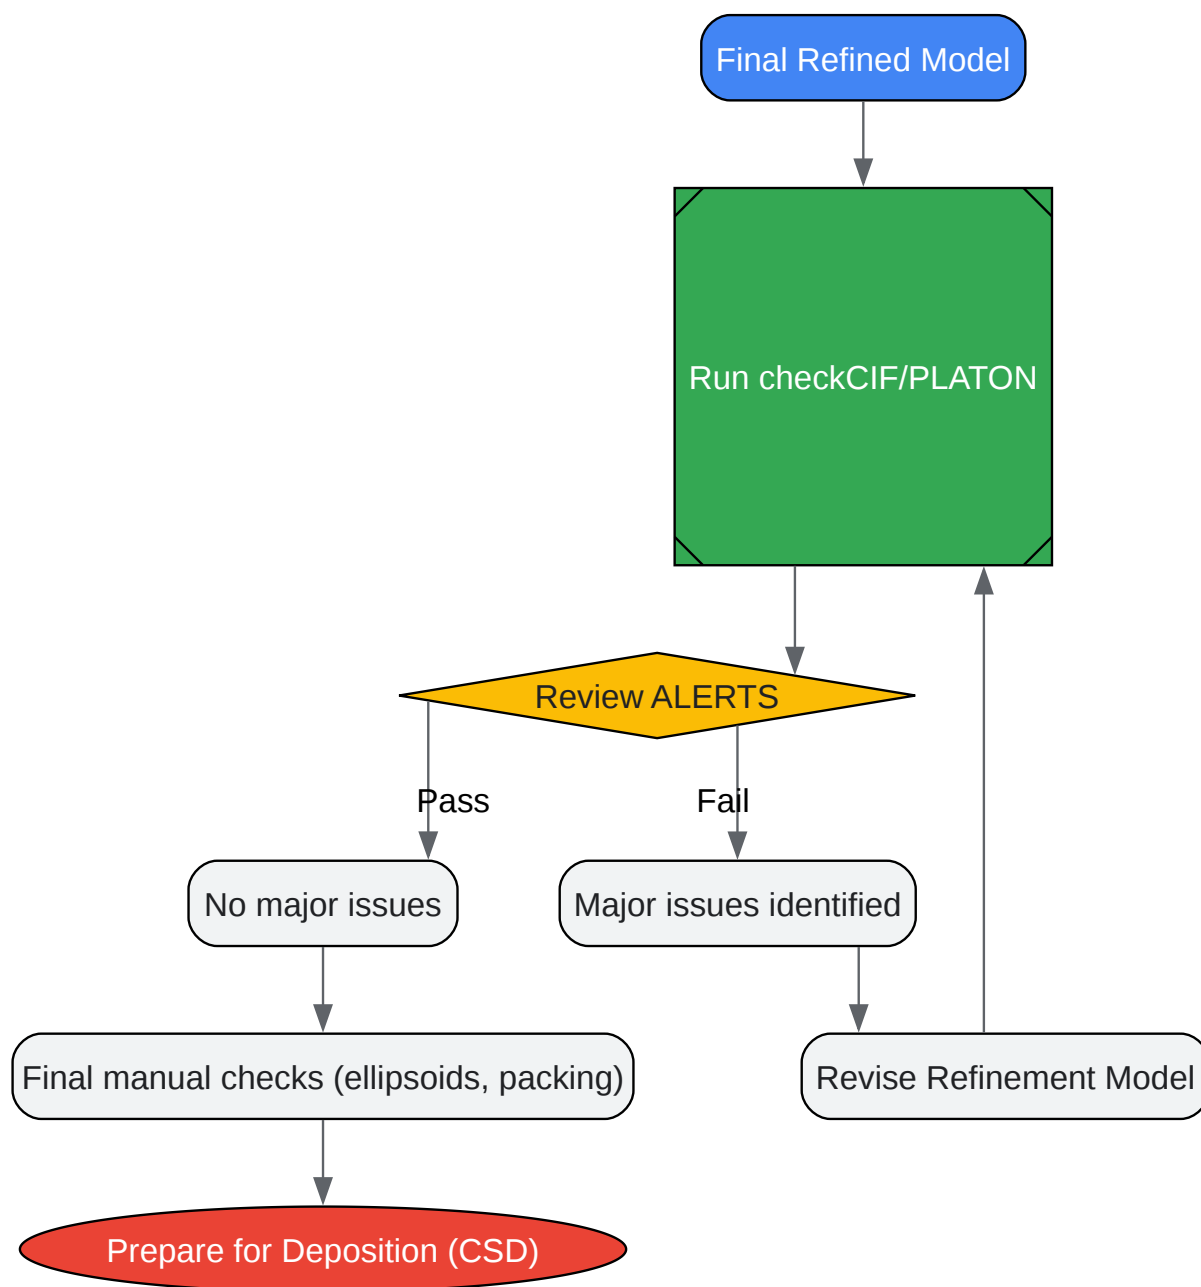 Final Refined Model
Run checkCIF/PLATON
Review ALERTS
Pass
Fail
No major issues
Major issues identified
Final manual checks (ellipsoids, packing)
Revise Refinement Model
Prepare for Deposition (CSD)